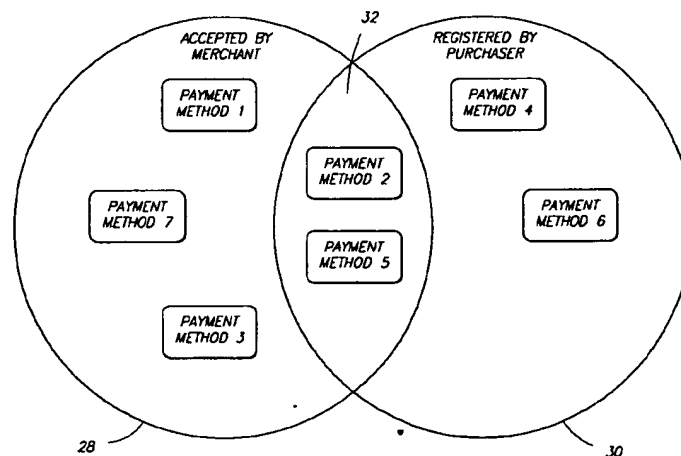 32
ACCEPTED BY
MERCHANT
REGISTERED BY
PURCHASER
PAYMENT
METHOD 1
PAYMENT
METHOD 4
PAYMENT
METHOD 2
PAYMENT
METHOD 7
PAYMENT
METHOD 6
PAYMENT
METHOD 5
PAYMENT
METHOD 3
28
30